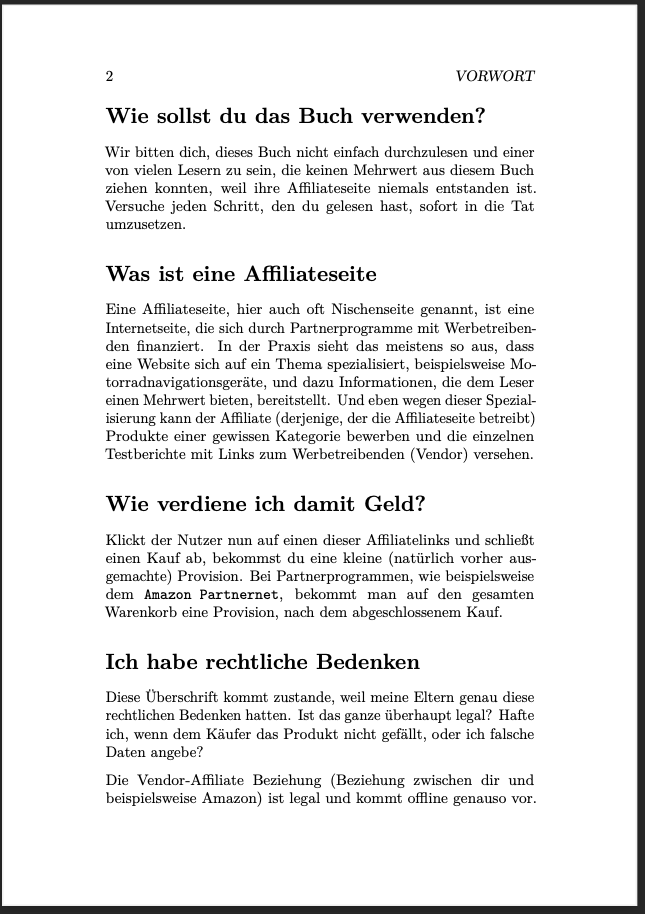 2 VORWORT
Wie sollst du das Buch verwenden?
Wir bitten dich, dieses Buch nicht einfach durchzulesen und einer
von vielen Lesern zu sein, die keinen Mehrwert aus diesem Buch
ziehen konnten, weil ihre Affiliateseite niemals entstanden ist.
Versuche jeden Schritt, den du gelesen hast, sofort in die Tat
umzusetzen.
Was ist eine Affiliateseite
Eine Affiliateseite, hier auch oft Nischenseite genannt, ist eine
Internetseite, die sich durch Partnerprogramme mit Werbetreiben-
den finanziert. In der Praxis sieht das meistens so aus, dass
eine Website sich auf ein Thema spezialisiert, beispielsweise Mo-
torradnavigationsgeräte, und dazu Informationen, die dem Leser
einen Mehrwert bieten, bereitstellt. Und eben wegen dieser Spezial-
isierung kann der Affiliate (derjenige, der die Affiliateseite betreibt)
Produkte einer gewissen Kategorie bewerben und die einzelnen
Testberichte mit Links zum Werbetreibenden (Vendor) versehen.
Wie verdiene ich damit Geld?
Klickt der Nutzer nun auf einen dieser Affiliatelinks und schließt
einen Kauf ab, bekommst du eine kleine (natürlich vorher aus-
gemachte) Provision. Bei Partnerprogrammen, wie beispielsweise
dem Amazon Partnernet, bekommt man auf den gesamten
Warenkorb eine Provision, nach dem abgeschlossenem Kauf.
Ich habe rechtliche Bedenken
Diese Überschrift kommt zustande, weil meine Eltern genau diese
rechtlichen Bedenken hatten. Ist das ganze überhaupt legal? Hafte
ich, wenn dem Käufer das Produkt nicht gefällt, oder ich falsche
Daten angebe?
Die Vendor-Affiliate Beziehung (Beziehung zwischen dir und
beispielsweise Amazon) ist legal und kommt offline genauso vor.